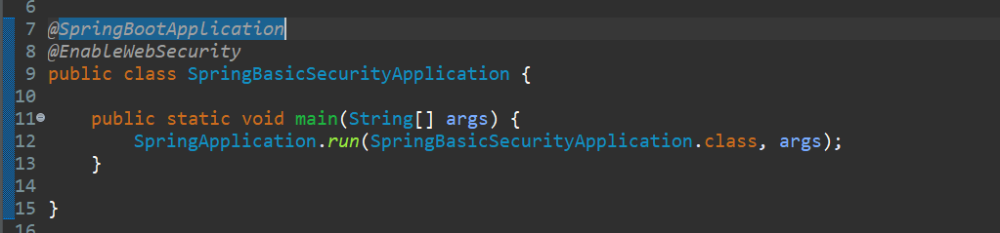 6
7 @SpringBootApplication
8 @EnableWebSecurity
9 public class SpringBasicSecurityApplication {
10
11 public static void main(String[] args) {
12 SpringApplication.run(SpringBasicSecurityApplication.class, args);
13 }
14
15 }
16